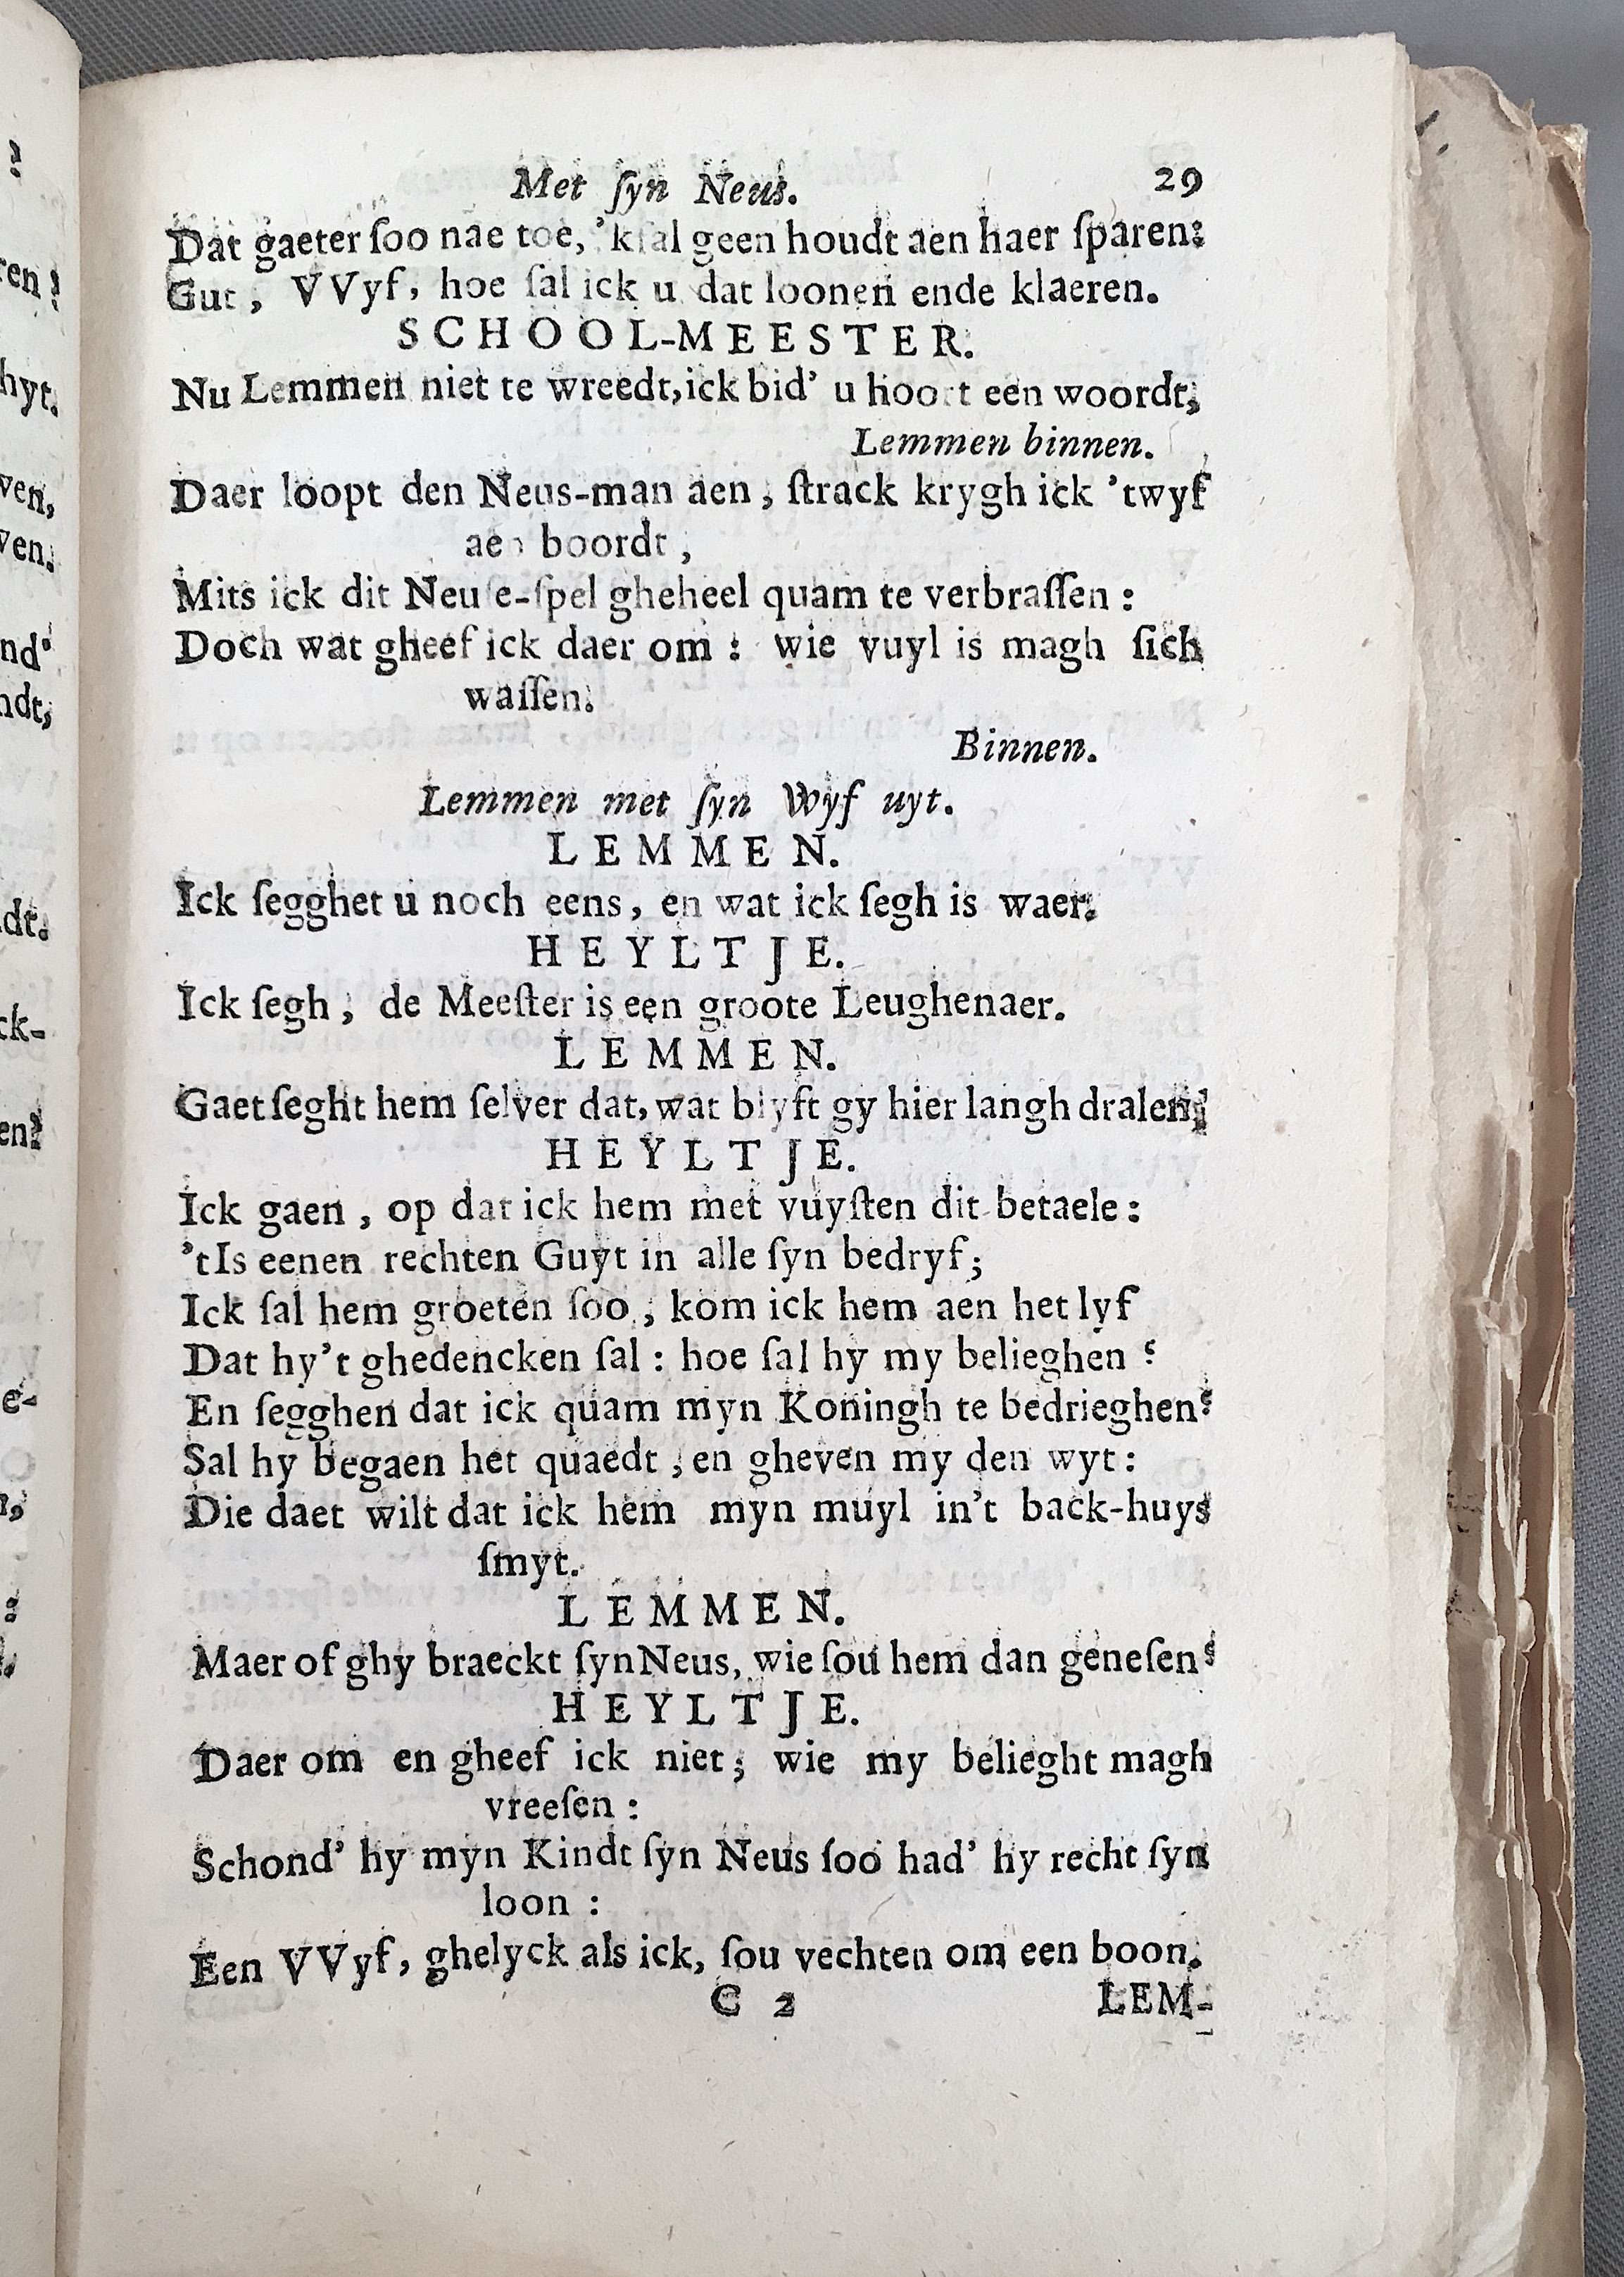 Met ſyn Neus. 29
Dat gaeter ſoo nae toe, 'kſal geen houdt aen haer ſparen:
Gut, VVyf, hoe ſal ick u dat loonen ende klaeren.
SCHOOL-MEESTER.
Nu Lemmen niet te wreedt, ick bid' u hoort een woordt;
Lemmen binnen.
Daer loopt den Neus-man aen, ſtrack krygh ick 'twyf
aen boordt,
Mits ick dit Neuſe-ſpel gheheel quam te verbraſſen:
Doch wat gheef ick daer om: wie vuyl is magh ſich
waſſen.
Binnen.
Lemmen met ſyn Wyf uyt.
LEMMEN.
Ick ſegghet u noch eens, en wat ick ſegh is waer.
HEYLTJE.
Ick ſegh, de Meeſter is een groote Leughenaer.
LEMMEN.
Gaet ſeght hem ſelver dat, wat blyft gy hier langh dralen?
HEYLTJE.
Ick gaen, op dat ick hem met vuyſten dit betaele:
'tIs eenen rechten Guyt in alle ſyn bedryf;
Ick ſal hem groeten ſoo, kom ick hem aen het lyf
Dat hy't ghedencken ſal: hoe ſal hy my belieghen?
En ſegghen dat ick quam myn Koningh te bedrieghen?
Sal hy begaen het quaedt, en gheven my den wyt:
Die daet wilt dat ick hem myn muyl in't back-huys
ſmyt.
LEMMEN.
Maer of ghy braeckt ſyn Neus, wie ſou hem dan geneſen?
HEYLTJE.
Daer om en gheef ick niet; wie my belieght magh
vreeſen:
Schond' hy myn Kindt ſyn Neus ſoo had' hy recht ſyn
loon:
Een VVyf, ghelyck als ick, ſou vechten om een boon.
C 2 LEM-